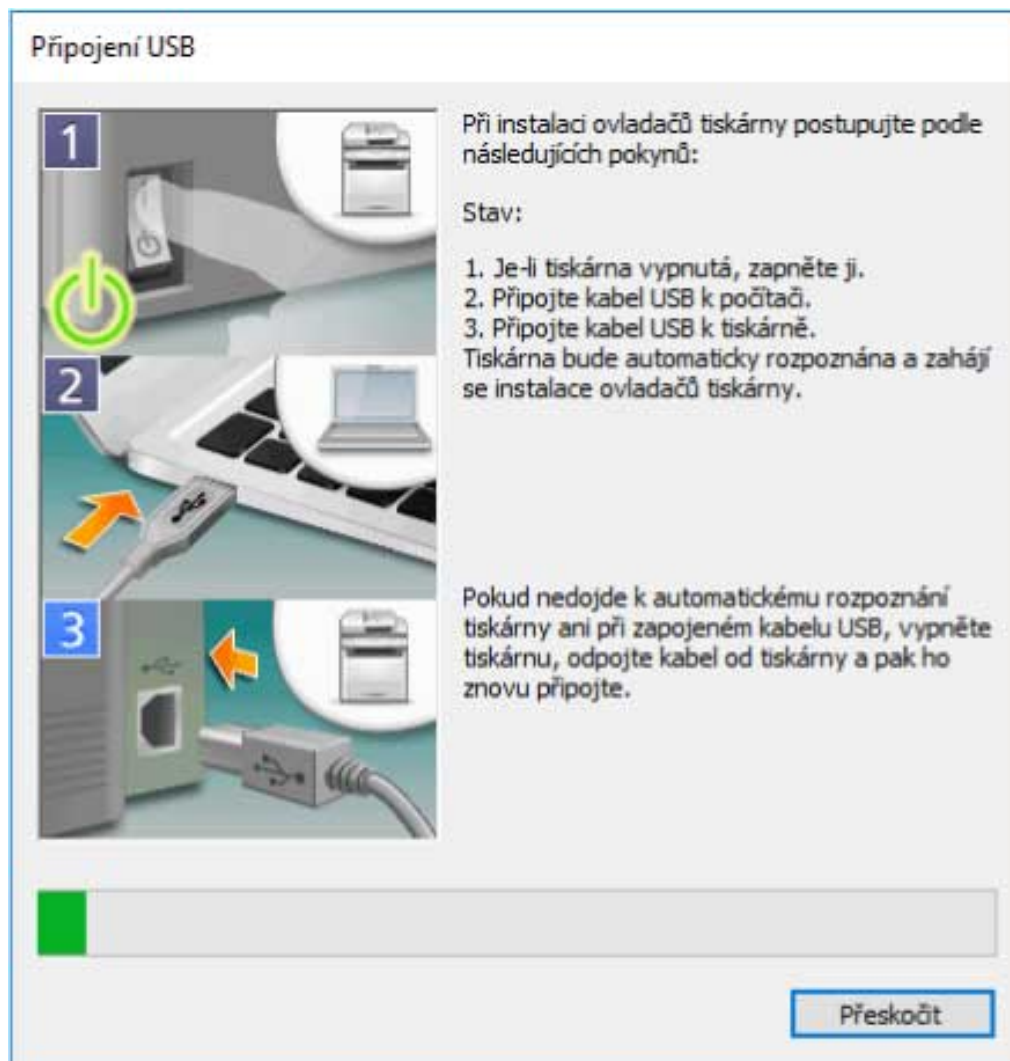 Připojení USB
1
Při instalaci ovladačů tiskárny postupujte podle
následujících pokynů:
Stav:
1. Je-li tiskárna vypnutá, zapněte ji.
2. Připojte kabel USB k počítači.
3. Připojte kabel USB k tiskárně.
Tiskárna bude automaticky rozpoznána a zahájí
se instalace ovladačů tiskárny.
2
3
Pokud nedojde k automatickému rozpoznání
tiskárny ani při zapojeném kabelu USB, vypněte
tiskárnu, odpojte kabel od tiskárny a pak ho
znovu připojte.
Přeskočit